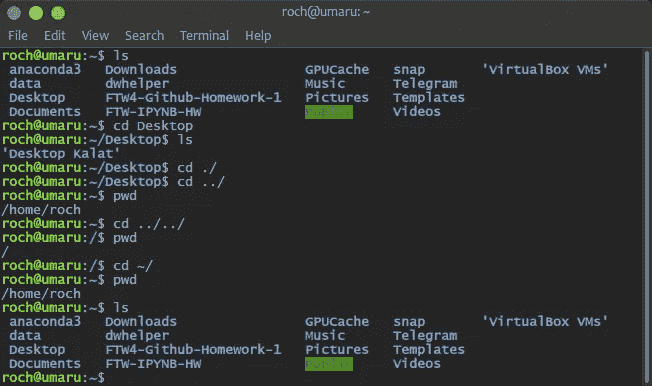 roch@umaru: ~
File Edit View Search Terminal Help
roch@umaru:~$ ls
anaconda3 Downloads GPUCache snap 'VirtualBox VMs'
data dwhelper Music Telegram
Desktop FTW4-Github-Homework-1 Pictures Templates
Documents FTW-IPYNB-HW Videos
roch@umaru:~$ cd Desktop
roch@umaru:~/Desktop$ ls
'Desktop Kalat'
roch@umaru:~/Desktop$ cd ./
roch@umaru:~/Desktop$ cd ../
roch@umaru:~$ pwd
/home/roch
roch@umaru:~$ cd ../../
roch@umaru:/$ pwd
/
roch@umaru:/$ cd ~/
roch@umaru:~$ pwd
/home/roch
roch@umaru:~$ ls
anaconda3 Downloads GPUCache snap 'VirtualBox VMs'
data dwhelper Music Telegram
Desktop FTW4-Github-Homework-1 Pictures Templates
Documents FTW-IPYNB-HW Videos
roch@umaru:~$